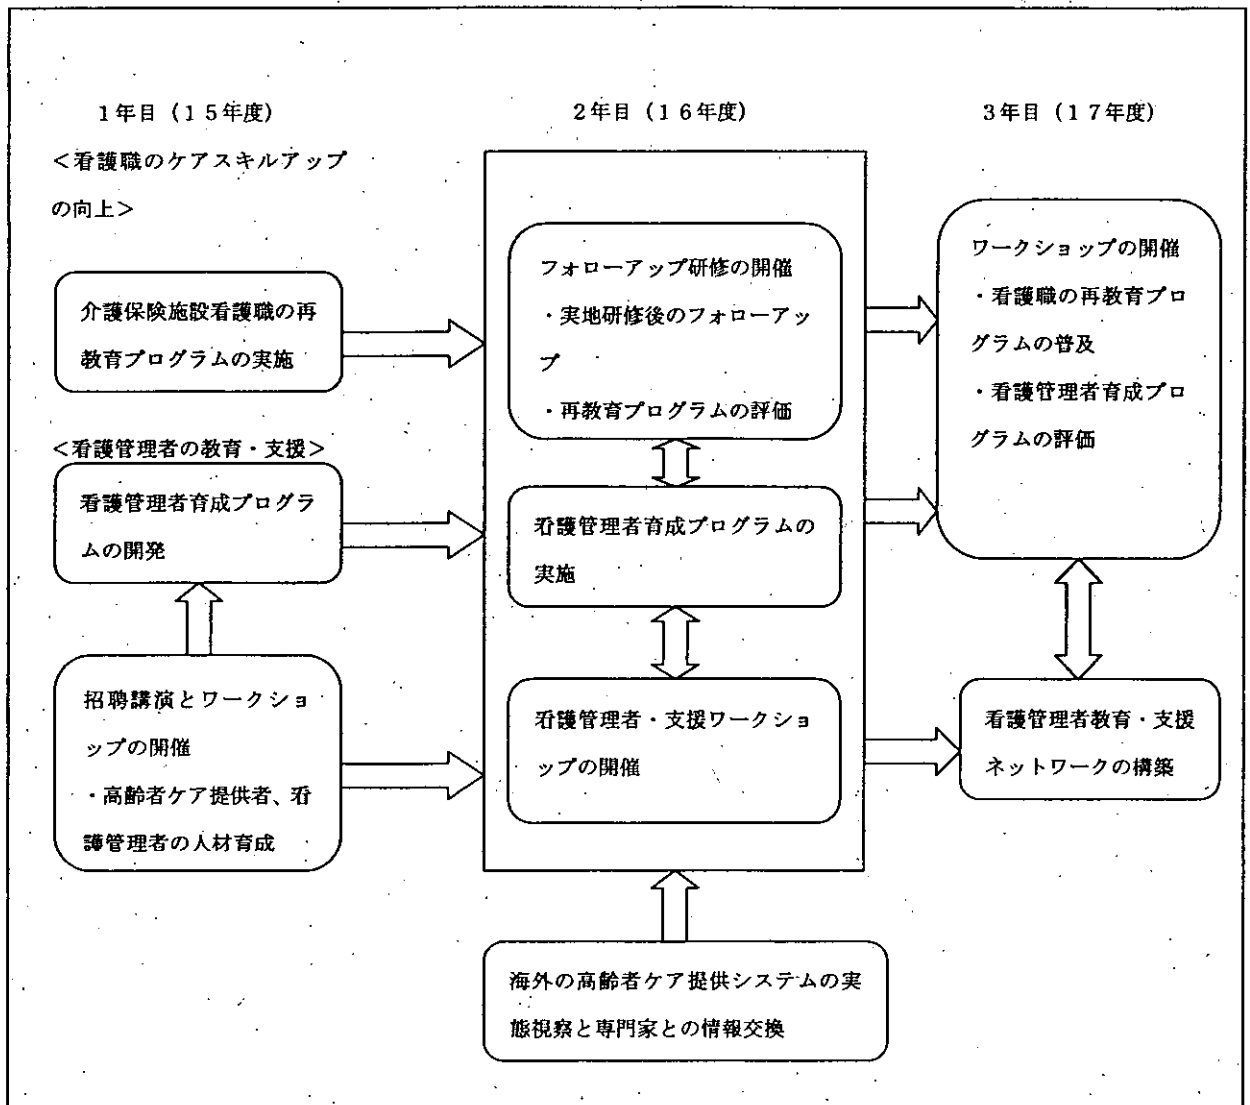 1年目（15年度）
<看護職のケアスキルアップ
の向上>
介護保険施設看護職の再
教育プログラムの実施
<看護管理者の教育・支援>
看護管理者育成プログラ
ムの開発
招聘講演とワークショ
ップの開催
・高齢者ケア提供者、看
護管理者の人材育成
2年目（16年度）
フォローアップ研修の開催
・実地研修後のフォローアッ
プ
・再教育プログラムの評価
看護管理者育成プログラムの
実施
看護管理者・支援ワークショ
ップの開催
海外の高齢者ケア提供システムの実
態視察と専門家との情報交換
3年目（17年度）
ワークショップの開催
・看護職の再教育プロ
グラムの普及
・看護管理者育成プロ
グラムの評価
看護管理者教育・支援
ネットワークの構築